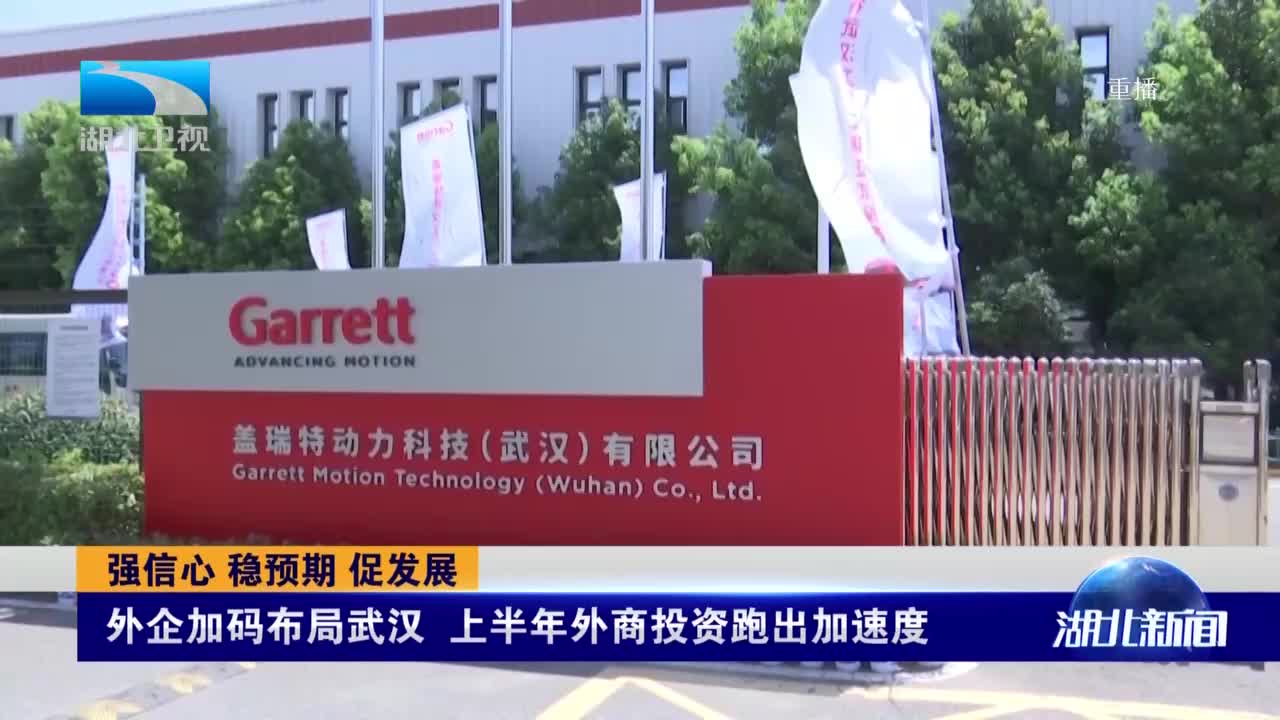 湖北卫视
重播
Garrett
Garrett
ADVANCING MOTION
盖瑞特动力科技（武汉）有限公司
Garrett Motion Technology (Wuhan) Co., Ltd.
强信心 稳预期 促发展
外企加码布局武汉 上半年外商投资跑出加速度
湖北新闻